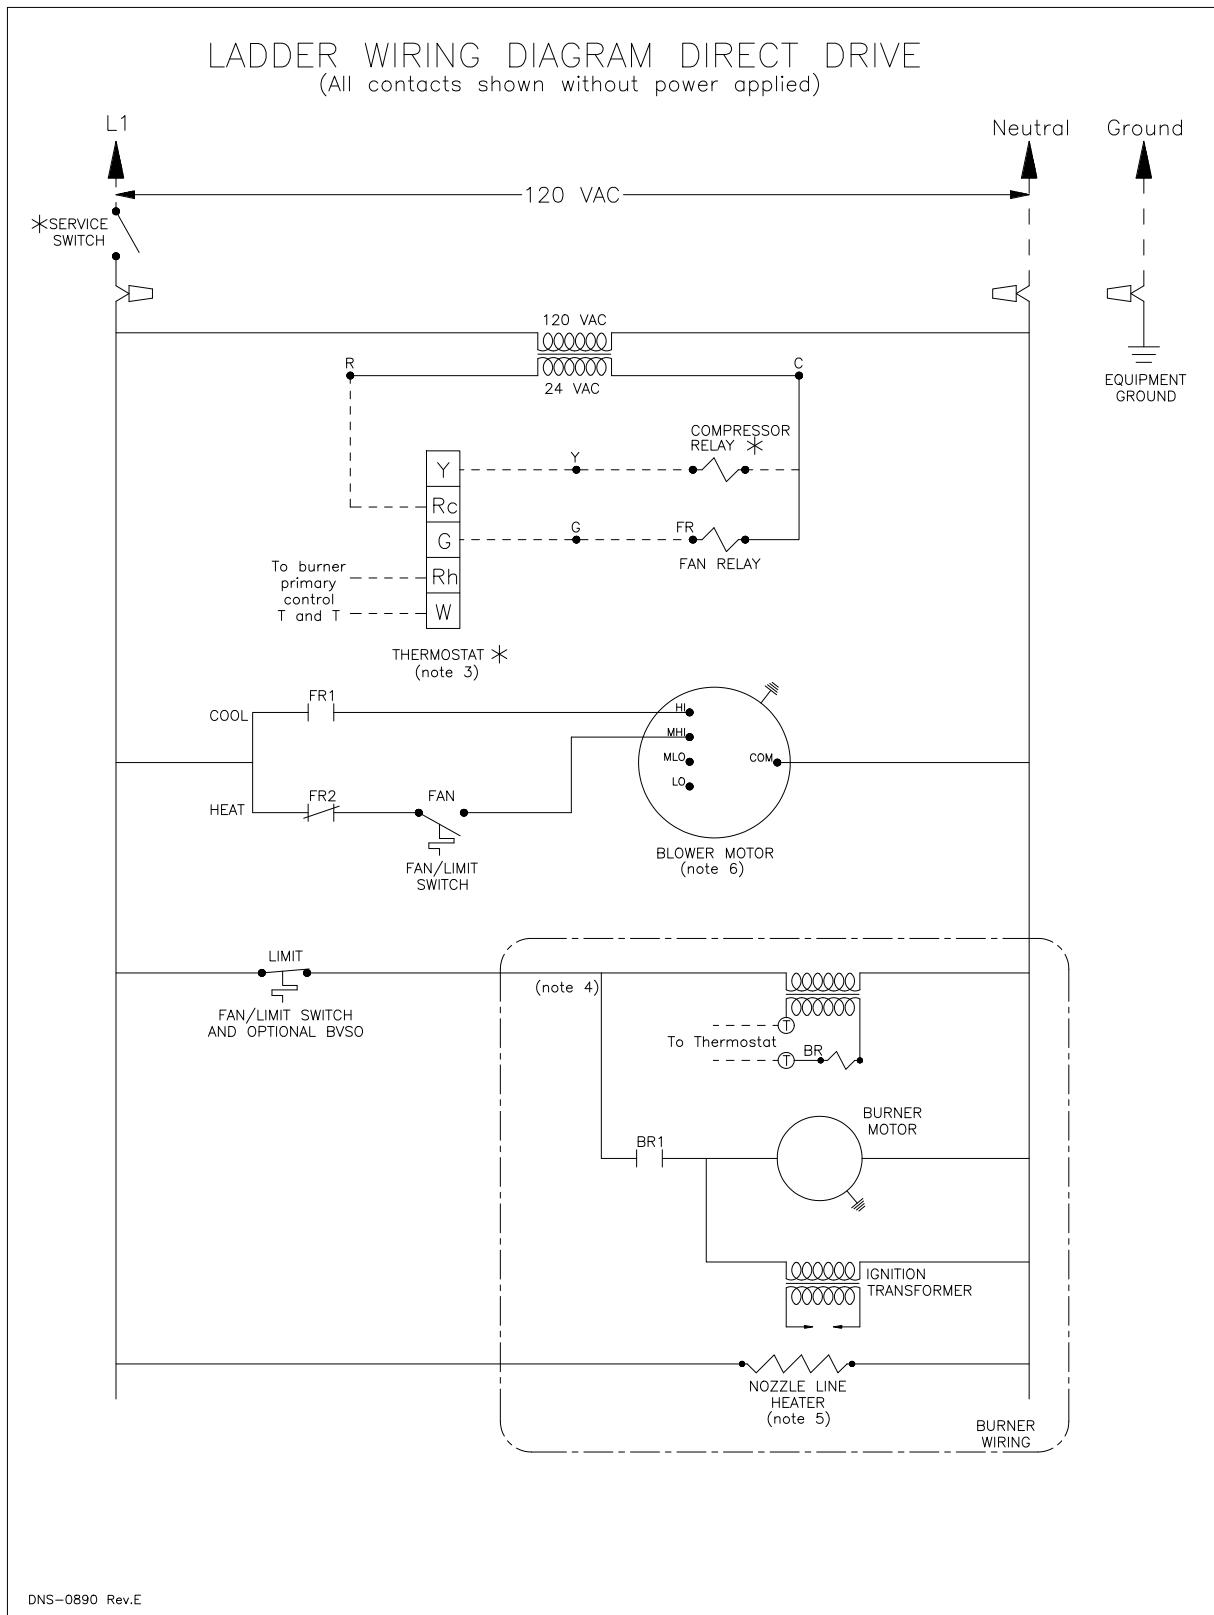 LADDER WIRING DIAGRAM DIRECT DRIVE
(All contacts shown without power applied)
L1
Neutral
Ground
120 VAC
*SERVICE
SWITCH
120 VAC
24 VAC
R
C
EQUIPMENT
GROUND
COMPRESSOR
RELAY *
Y
Y
Rc
G
G
FR
FAN RELAY
Rh
W
To burner
primary
control
T and T
THERMOSTAT *
(note 3)
COOL
FR1
HI
MHI
MLO
LO
COM
HEAT
FR2
FAN
FAN/LIMIT
SWITCH
BLOWER MOTOR
(note 6)
LIMIT
FAN/LIMIT SWITCH
AND OPTIONAL BVSO
(note 4)
T
To Thermostat
BR
T
BURNER
MOTOR
BR1
IGNITION
TRANSFORMER
NOZZLE LINE
HEATER
(note 5)
BURNER
WIRING
DNS-0890 Rev.E